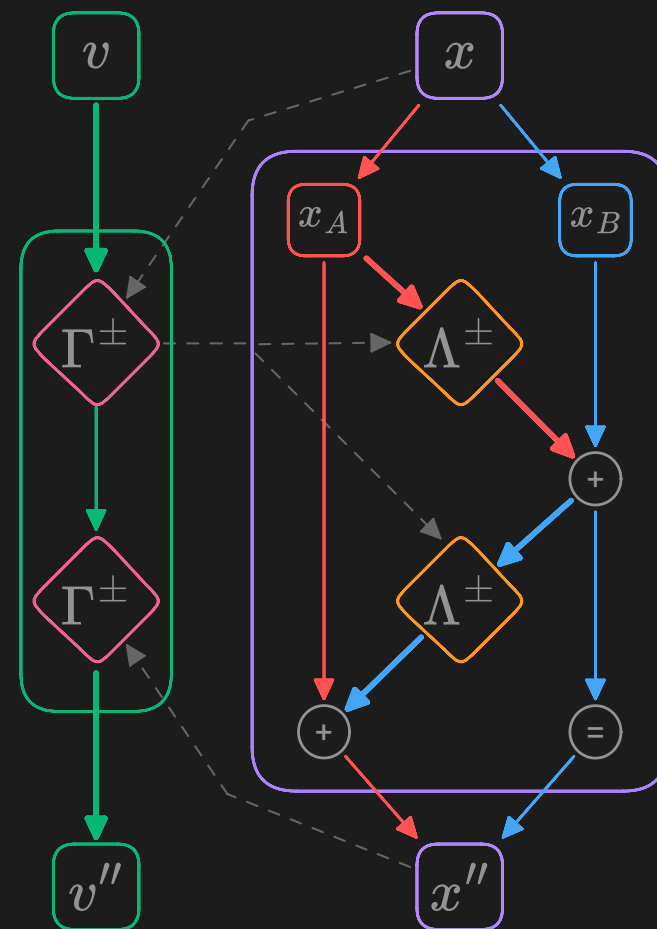 v x
x_A x_B
Γ^± Λ^±
+
Γ^± Λ^±
+ =
v″ x″